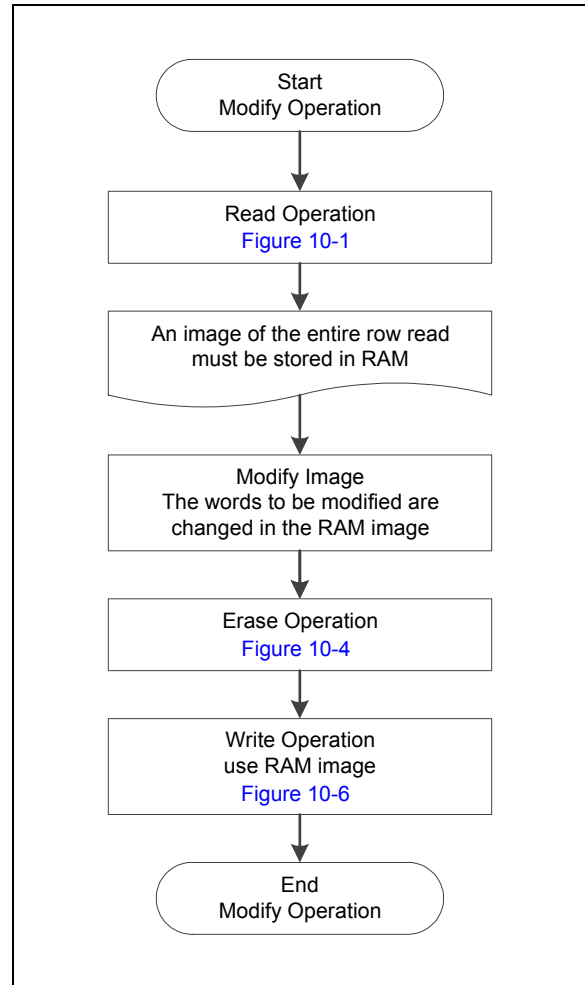 Start
Modify Operation
Read Operation
Figure 10-1
An image of the entire row read
must be stored in RAM
Modify Image
The words to be modified are
changed in the RAM image
Erase Operation
Figure 10-4
Write Operation
use RAM image
Figure 10-6
End
Modify Operation